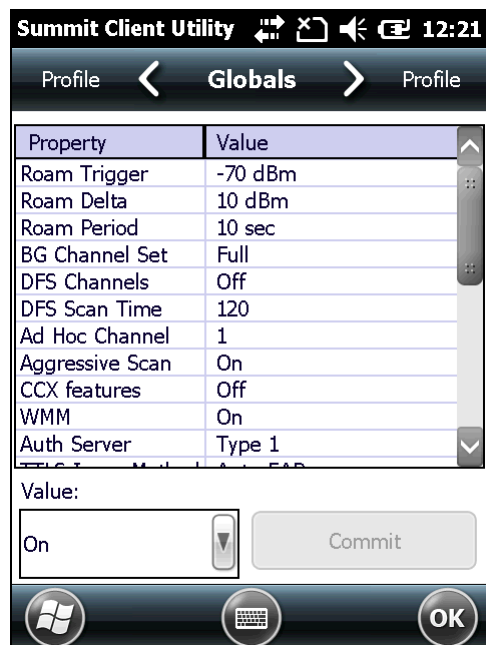 Summit Client Utility 12:21
Profile Globals Profile
Property Value
Roam Trigger -70 dBm
Roam Delta 10 dBm
Roam Period 10 sec
BG Channel Set Full
DFS Channels Off
DFS Scan Time 120
Ad Hoc Channel 1
Aggressive Scan On
CCX features Off
WMM On
Auth Server Type 1
Value:
On Commit
OK